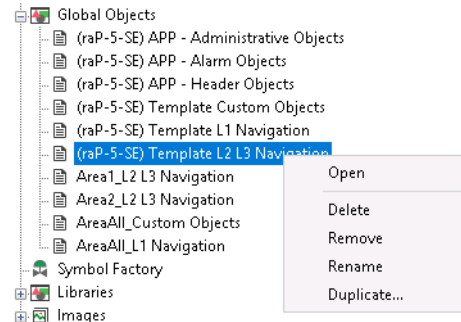 Global Objects
(raP-5-SE) APP - Administrative Objects
(raP-5-SE) APP - Alarm Objects
(raP-5-SE) APP - Header Objects
(raP-5-SE) Template Custom Objects
(raP-5-SE) Template L1 Navigation
(raP-5-SE) Template L2 L3 Navigation
Area1_L2 L3 Navigation
Area2_L2 L3 Navigation
AreaAll_Custom Objects
AreaAll_L1 Navigation
Symbol Factory
Libraries
Images
Open
Delete
Remove
Rename
Duplicate...